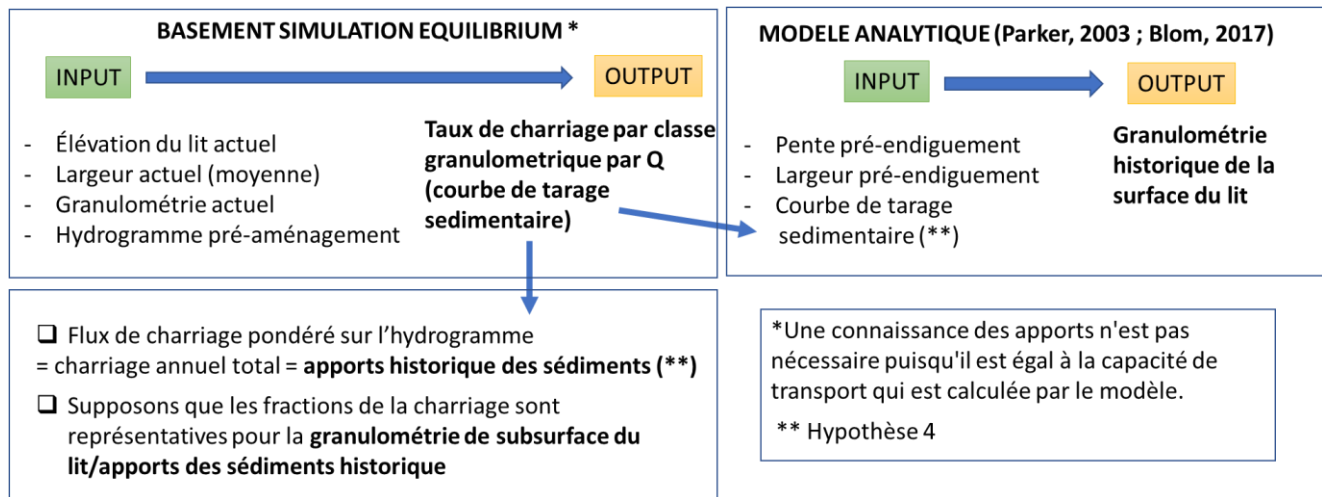 BASEMENT SIMULATION EQUILIBRIUM *
INPUT
OUTPUT
- Élévation du lit actuel
- Largeur actuel (moyenne)
- Granulométrie actuel
- Hydrogramme pré-aménagement
Taux de charriage par classe
granulometrique par Q
(courbe de tarage
sedimentaire)
MODELE ANALYTIQUE (Parker, 2003 ; Blom, 2017)
INPUT
OUTPUT
- Pente pré-endiguement
- Largeur pré-endiguement
- Courbe de tarage
sedimentaire (**)
Granulométrie
historique de la
surface du lit
❑ Flux de charriage pondéré sur l’hydrogramme
= charriage annuel total = apports historique des sédiments (**)
❑ Supposons que les fractions de la charriage sont
représentatives pour la granulométrie de subsurface du
lit/apports des sédiments historique
*Une connaissance des apports n'est pas
nécessaire puisqu'il est égal à la capacité de
transport qui est calculée par le modèle.
** Hypothèse 4